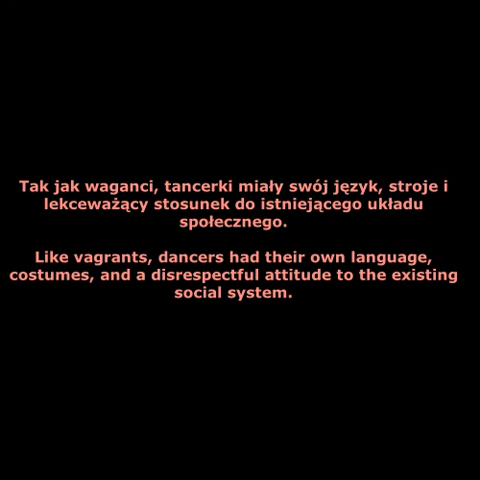 Tak jak waganci, tancerki miały swój język, stroje i
lekceważący stosunek do istniejącego układu
społecznego.
Like vagrants, dancers had their own language,
costumes, and a disrespectful attitude to the existing
social system.